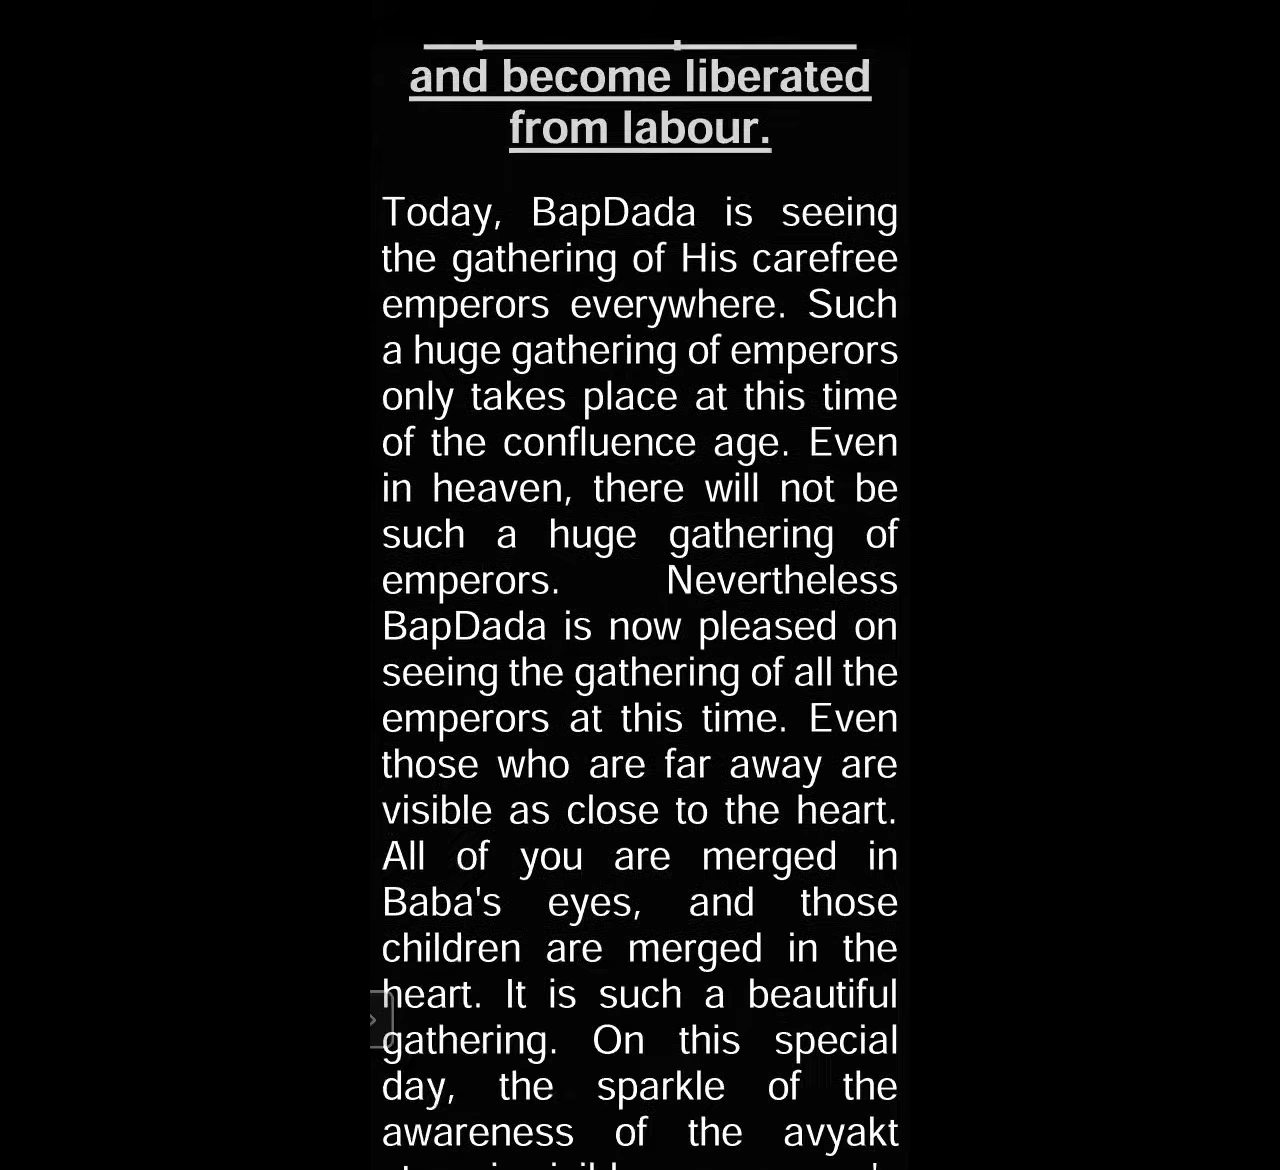 and become liberated
from labour.
Today, BapDada is seeing
the gathering of His carefree
emperors everywhere. Such
a huge gathering of emperors
only takes place at this time
of the confluence age. Even
in heaven, there will not be
such a huge gathering of
emperors. Nevertheless
BapDada is now pleased on
seeing the gathering of all the
emperors at this time. Even
those who are far away are
visible as close to the heart.
All of you are merged in
Baba's eyes, and those
children are merged in the
heart. It is such a beautiful
gathering. On this special
day, the sparkle of the
awareness of the avyakt